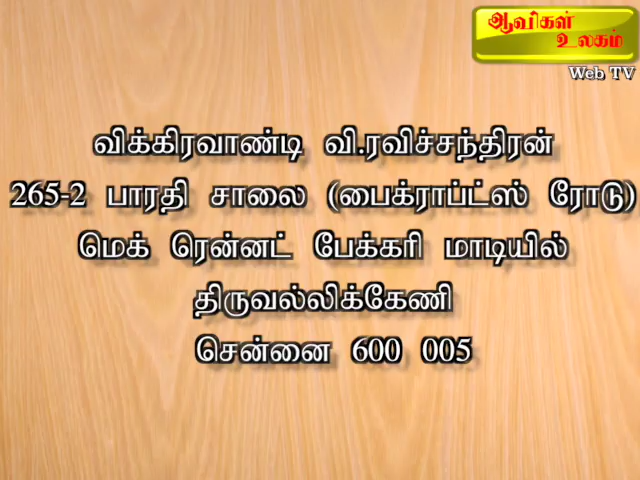 ஆவிகள்
உலகம்
Web TV
விக்கிரவாண்டி வி.ரவிச்சந்திரன்
265-2 பாரதி சாலை (பைக்ராப்ட்ஸ் ரோடு)
மெக் ரென்னட் பேக்கரி மாடியில்
திருவல்லிக்கேணி
சென்னை 600 005